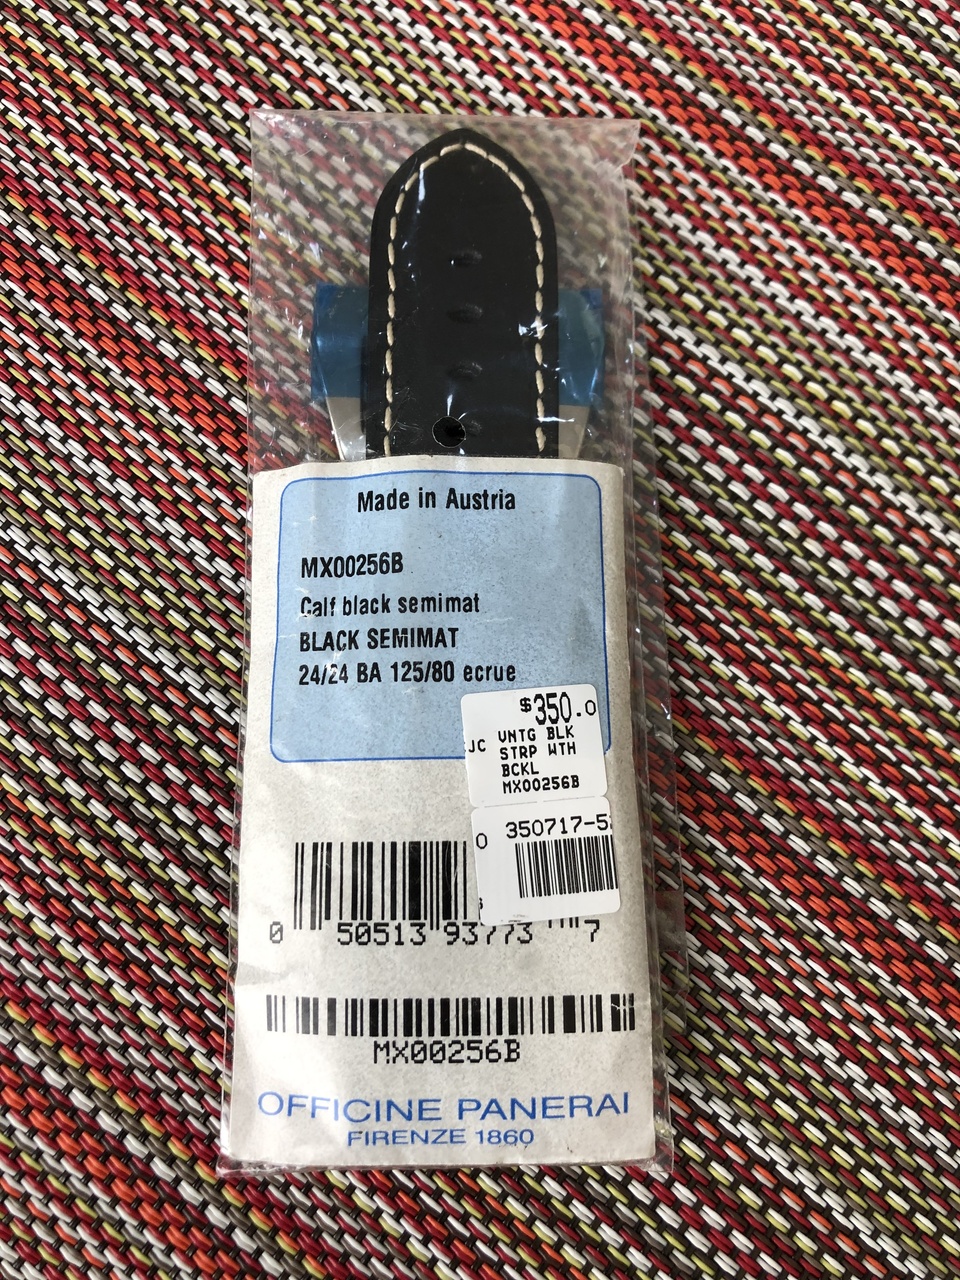 Made in Austria
MX00256B
Calf black semimat
BLACK SEMIMAT
24/24 BA 125/80 ecrue
$350.0
JC VNTG BLK
STRP WTH
BCKL
MX00256B
0 350717-5
0 50513 93773 7
MX00256B
OFFICINE PANERAI
FIRENZE 1860